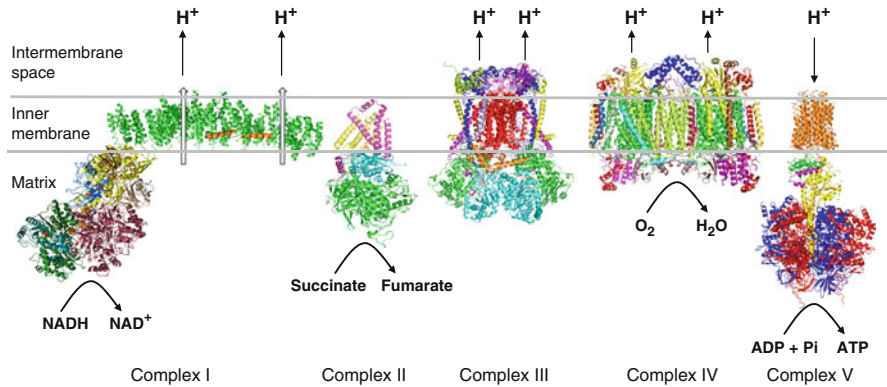 H⁺ H⁺ H⁺ H⁺ H⁺ H⁺ H⁺
Intermembrane
space
Inner
membrane
Matrix
O₂ H₂O
Succinate Fumarate
NADH NAD⁺
ADP + Pi ATP
Complex I Complex II Complex III Complex IV Complex V